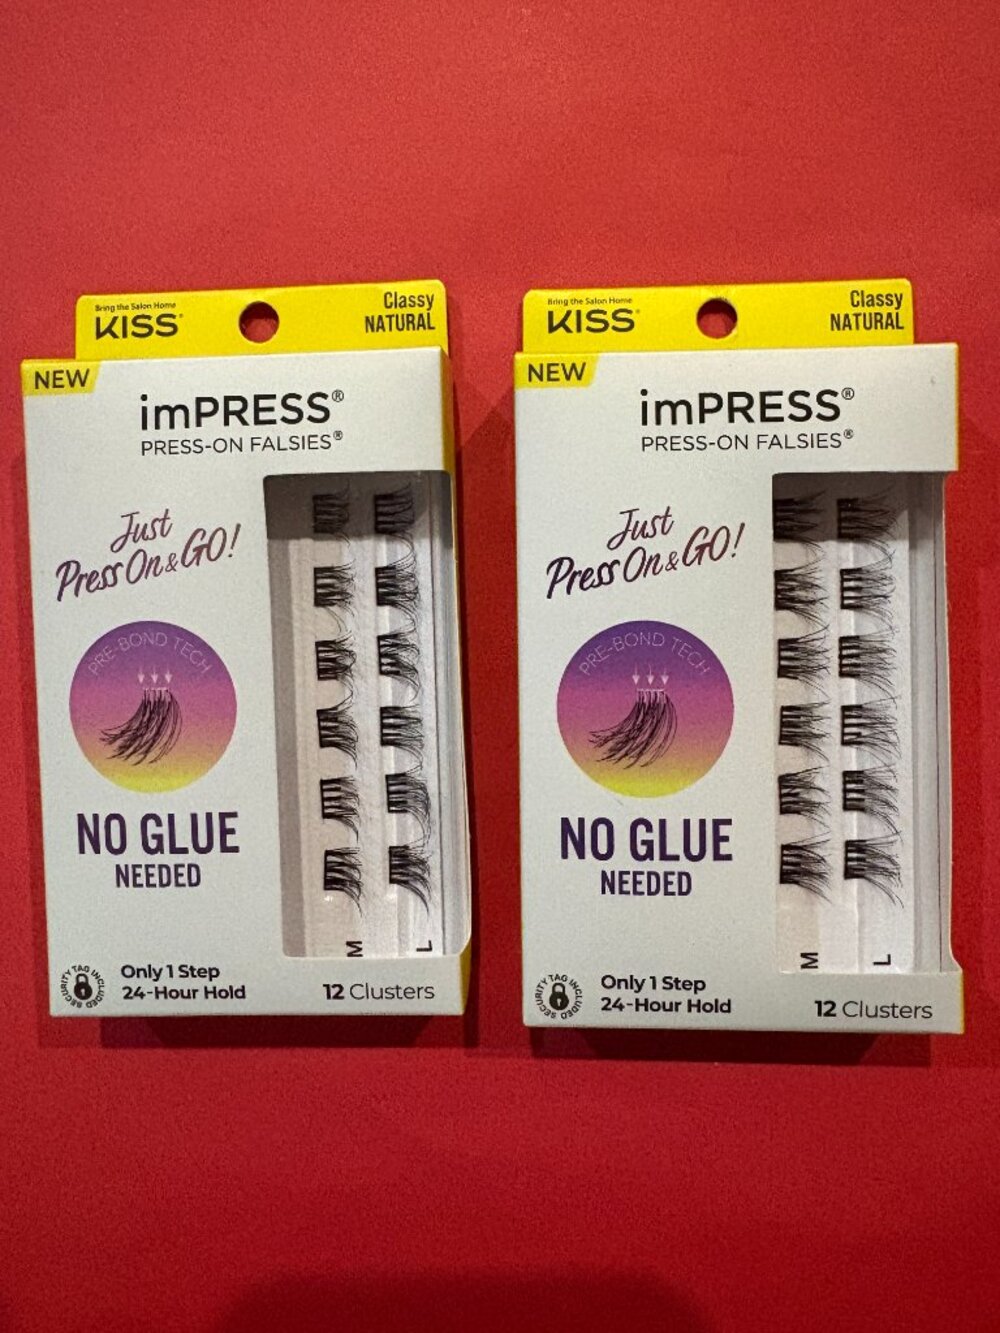 Bring the Salon Home
KISS®
Classy
NATURAL
NEW
imPRESS®
PRESS-ON FALSIES®
Just
Press On & GO!
PRE-BOND TECH
NO GLUE
NEEDED
M
L
SECURITY TAG INCLUDED
Only 1 Step
24-Hour Hold
12 Clusters
Bring the Salon Home
KISS®
Classy
NATURAL
NEW
imPRESS®
PRESS-ON FALSIES®
Just
Press On & GO!
PRE-BOND TECH
NO GLUE
NEEDED
M
L
SECURITY TAG INCLUDED
Only 1 Step
24-Hour Hold
12 Clusters